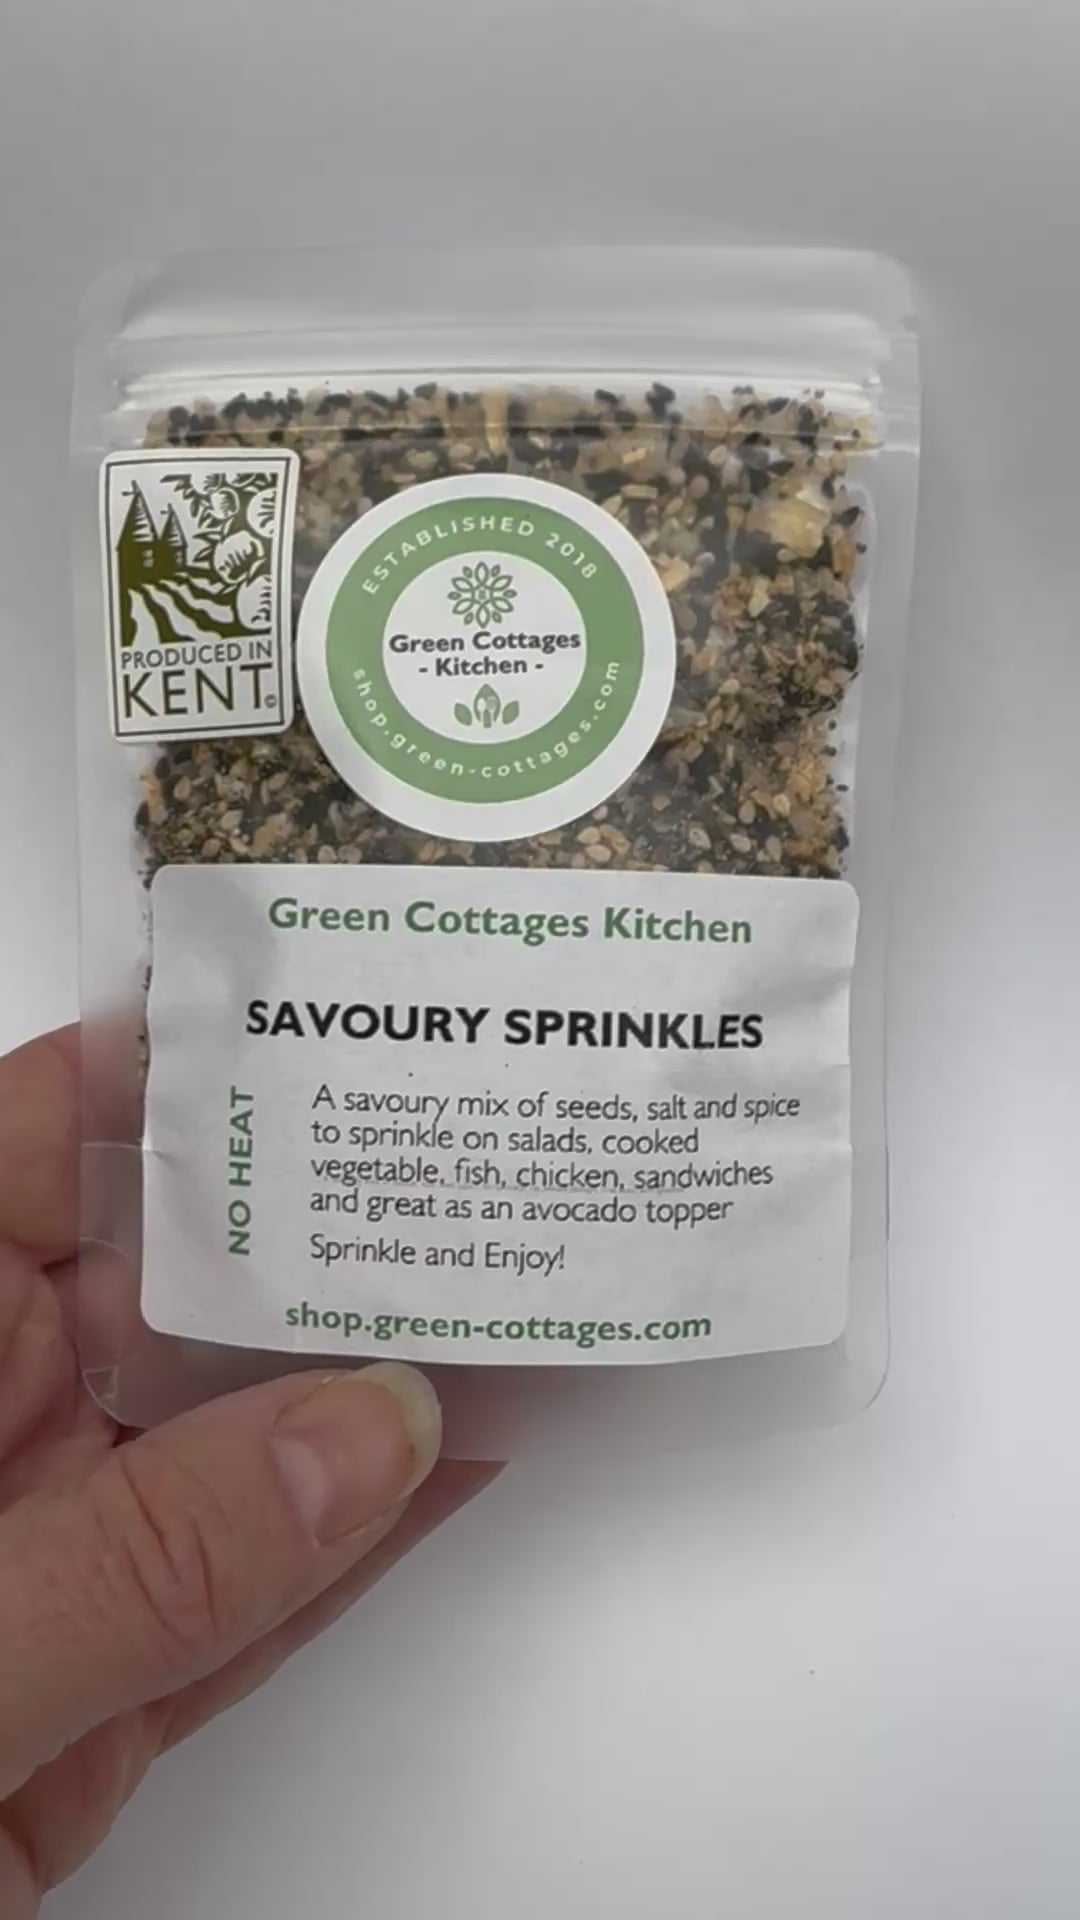 PRODUCED IN
KENT©
ESTABLISHED 2018
Green Cottages
- Kitchen -
shop.green-cottages.com
Green Cottages Kitchen
SAVOURY SPRINKLES
NO HEAT
A savoury mix of seeds, salt and spice
to sprinkle on salads, cooked
vegetable, fish, chicken, sandwiches
and great as an avocado topper
Sprinkle and Enjoy!
shop.green-cottages.com